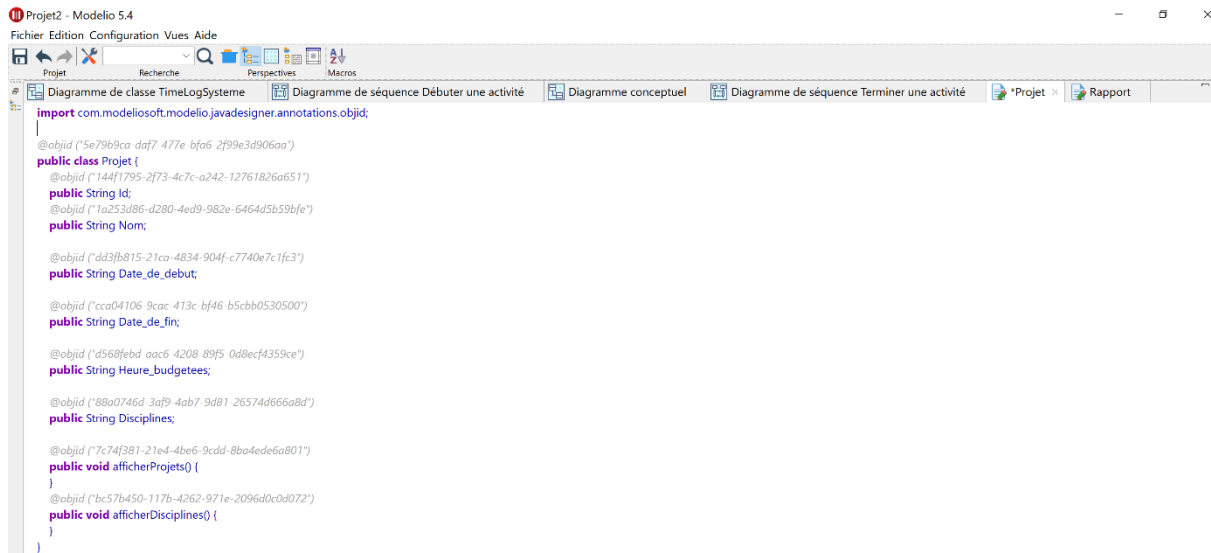 Projet2 - Modelio 5.4
Fichier Edition Configuration Vues Aide
Projet Recherche Perspectives Macros
Diagramme de classe TimeLogSysteme Diagramme de séquence Débuter une activité Diagramme conceptuel Diagramme de séquence Terminer une activité *Projet Rapport
import com.modeliosoft.modelio.javadesigner.annotations.objid;
@objid ("5e79b9ca-daf7-477e-bfa6-2f99e3d906aa")
public class Projet {
@objid ("144f1795-2f73-4c7c-a242-12761826a651")
public String Id;
@objid ("1a253d86-d280-4ed9-982e-6464d5b59bfe")
public String Nom;
@objid ("dd3fb815-21ca-4834-904f-c7740e7c1fc3")
public String Date_de_debut;
@objid ("cca04106-9cac-413c-bf46-b5cbb0530500")
public String Date_de_fin;
@objid ("d568febd-aac6-4208-89f5-0d8ecf4359ce")
public String Heure_budgetees;
@objid ("88a0746d-3af9-4ab7-9d81-26574d666a8d")
public String Disciplines;
@objid ("7c74f381-21e4-4be6-9cdd-8ba4ede6a801")
public void afficherProjets() {
}
@objid ("bc57b450-117b-4262-971e-2096d0c0d072")
public void afficherDisciplines() {
}
}